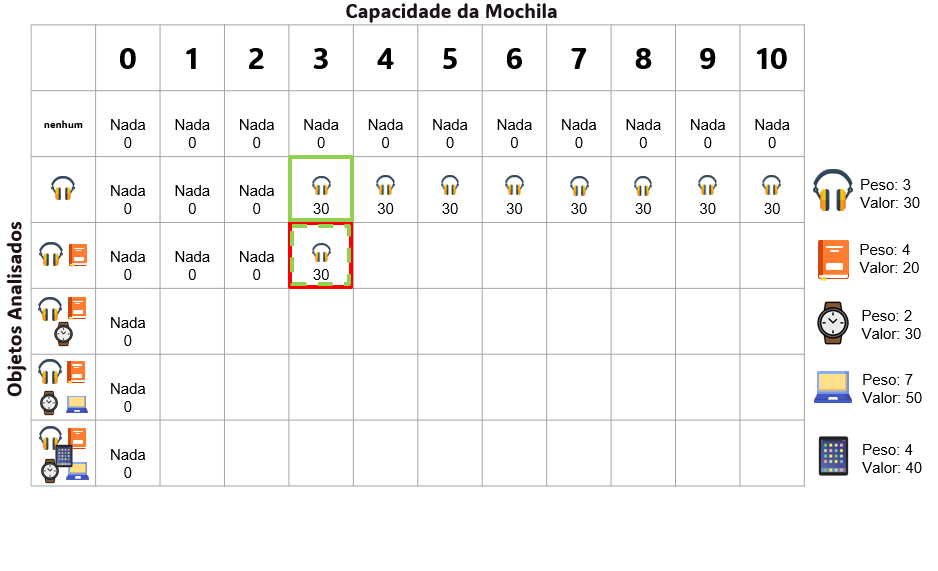 Capacidade da Mochila
0 1 2 3 4 5 6 7 8 9 10
nenhum
Nada Nada Nada Nada Nada Nada Nada Nada Nada Nada Nada
0 0 0 0 0 0 0 0 0 0 0
Nada Nada Nada
0 0 0 30 30 30 30 30 30 30 30
Nada Nada Nada
0 0 0 30
Nada
0
Nada
0
Nada
0
Objetos Analisados
Peso: 3
Valor: 30
Peso: 4
Valor: 20
Peso: 2
Valor: 30
Peso: 7
Valor: 50
Peso: 4
Valor: 40